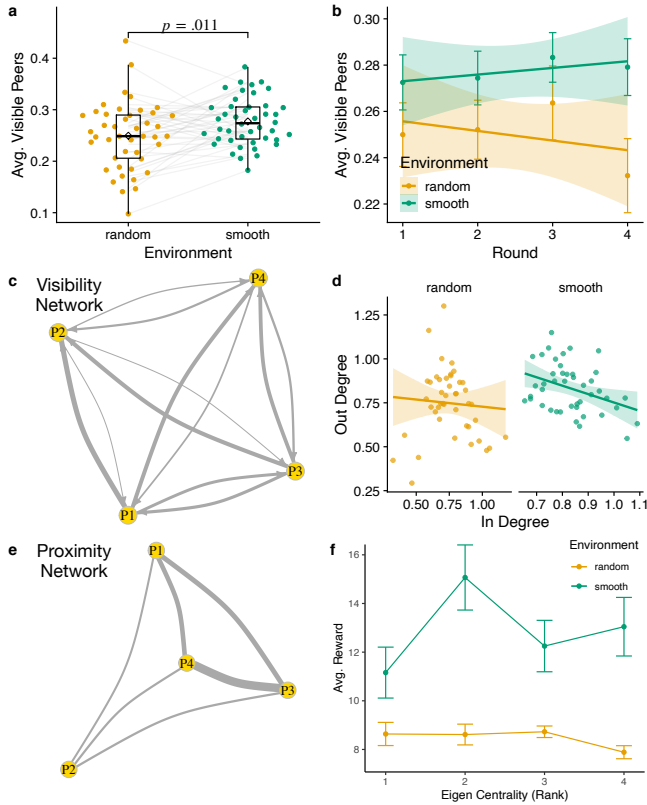 a
p = .011
Avg. Visible Peers
0.4
0.3
0.2
0.1
random
smooth
Environment
b
Avg. Visible Peers
0.30
0.28
0.26
0.24
0.22
Environment
random
smooth
1
2
3
4
Round
c
Visibility
Network
P4
P2
P3
P1
d
random
smooth
Out Degree
1.25
1.00
0.75
0.50
0.25
0.50
0.75
1.00
0.7
0.8
0.9
1.0
1.1
In Degree
e
Proximity
Network
P1
P4
P3
P2
f
Environment
random
smooth
Avg. Reward
16
14
12
10
8
1
2
3
4
Eigen Centrality (Rank)